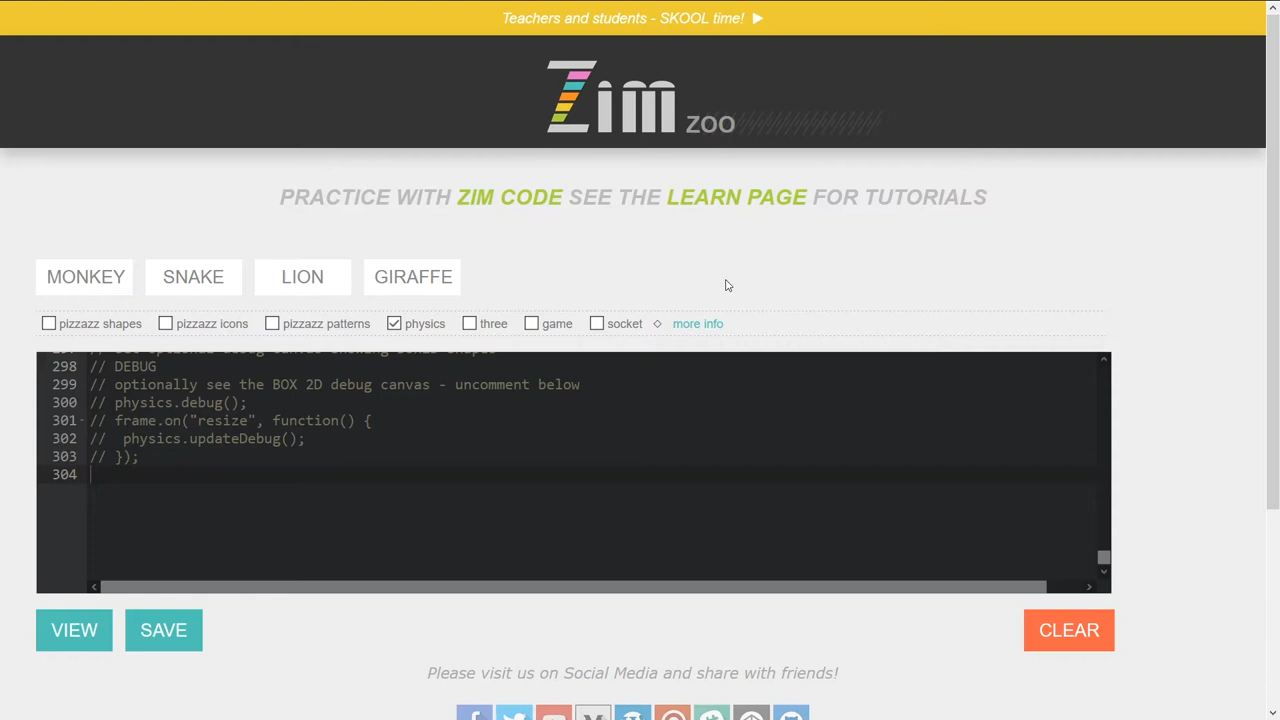 Teachers and students - SKOOL time! ▶
Zim ZOO
PRACTICE WITH ZIM CODE SEE THE LEARN PAGE FOR TUTORIALS
MONKEY SNAKE LION GIRAFFE
pizzazz shapes pizzazz icons pizzazz patterns physics three game socket ◇ more info
298 // DEBUG
299 // optionally see the BOX 2D debug canvas - uncomment below
300 // physics.debug();
301 // frame.on("resize", function() {
302 //  physics.updateDebug();
303 // });
304
VIEW SAVE CLEAR
Please visit us on Social Media and share with friends!